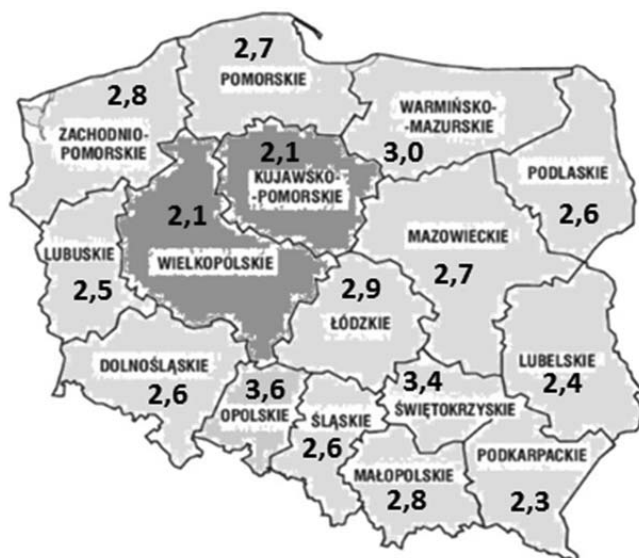 2,7
POMORSKIE
2,8
ZACHODNIO-
POMORSKIE
WARMIŃSKO-
-MAZURSKIE
3,0
2,1
KUJAWSKO-
-POMORSKIE
PODLASKIE
2,6
2,1
WIELKOPOLSKIE
LUBUSKIE
2,5
MAZOWIECKIE
2,7
2,9
ŁÓDZKIE
DOLNOŚLĄSKIE
2,6
3,6
OPOLSKIE
ŚLĄSKIE
2,6
3,4
ŚWIĘTOKRZYSKIE
LUBELSKIE
2,4
MAŁOPOLSKIE
2,8
PODKARPACKIE
2,3